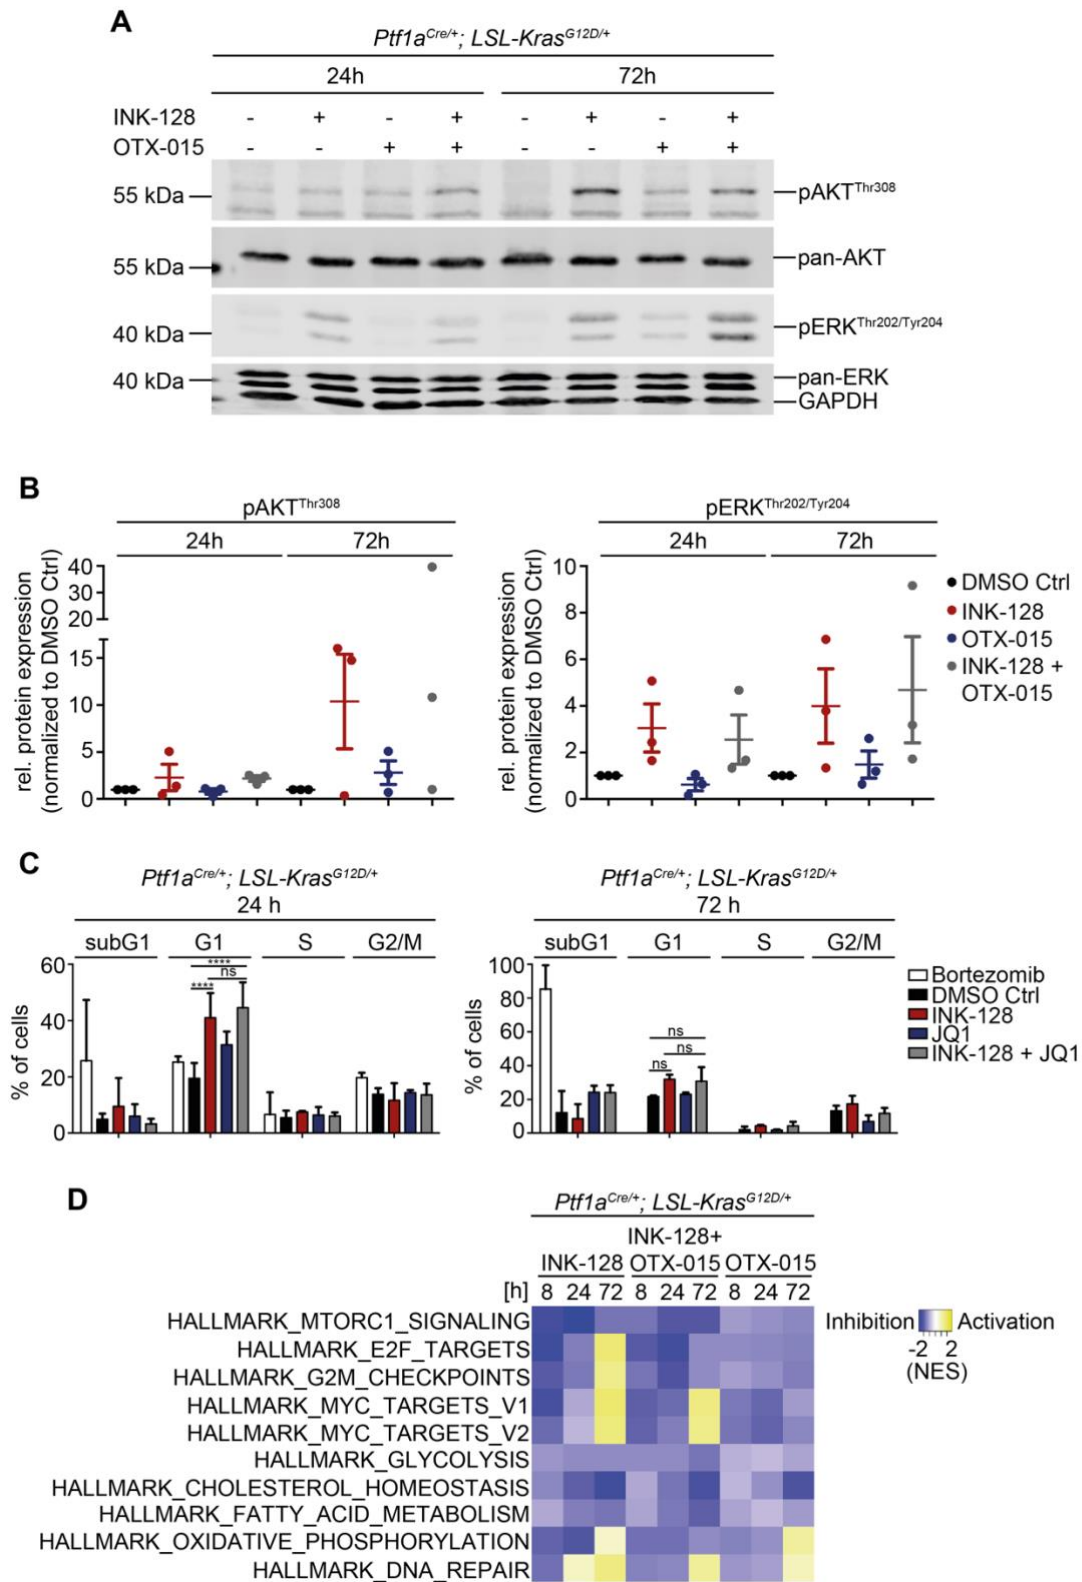 A
Ptf1aCre/+; LSL-KrasG12D/+
24h 72h
INK-128 - + - + - + - +
OTX-015 - - + + - - + +
55 kDa pAKTThr308
55 kDa pan-AKT
40 kDa pERKThr202/Tyr204
40 kDa pan-ERK
GAPDH
B
pAKTThr308
24h 72h
rel. protein expression
(normalized to DMSO Ctrl)
40
30
20
15
10
5
0
pERKThr202/Tyr204
24h 72h
rel. protein expression
(normalized to DMSO Ctrl)
10
8
6
4
2
0
DMSO Ctrl
INK-128
OTX-015
INK-128 +
OTX-015
C
Ptf1aCre/+; LSL-KrasG12D/+
24 h
subG1 G1 S G2/M
% of cells
60
40
20
0
****
ns
****
Ptf1aCre/+; LSL-KrasG12D/+
72 h
subG1 G1 S G2/M
% of cells
100
80
60
40
20
0
ns
ns
ns
Bortezomib
DMSO Ctrl
INK-128
JQ1
INK-128 + JQ1
D
Ptf1aCre/+; LSL-KrasG12D/+
INK-128+
INK-128 OTX-015 OTX-015
[h] 8 24 72 8 24 72 8 24 72
HALLMARK_MTORC1_SIGNALING
HALLMARK_E2F_TARGETS
HALLMARK_G2M_CHECKPOINTS
HALLMARK_MYC_TARGETS_V1
HALLMARK_MYC_TARGETS_V2
HALLMARK_GLYCOLYSIS
HALLMARK_CHOLESTEROL_HOMEOSTASIS
HALLMARK_FATTY_ACID_METABOLISM
HALLMARK_OXIDATIVE_PHOSPHORYLATION
HALLMARK_DNA_REPAIR
Inhibition Activation
-2 2
(NES)